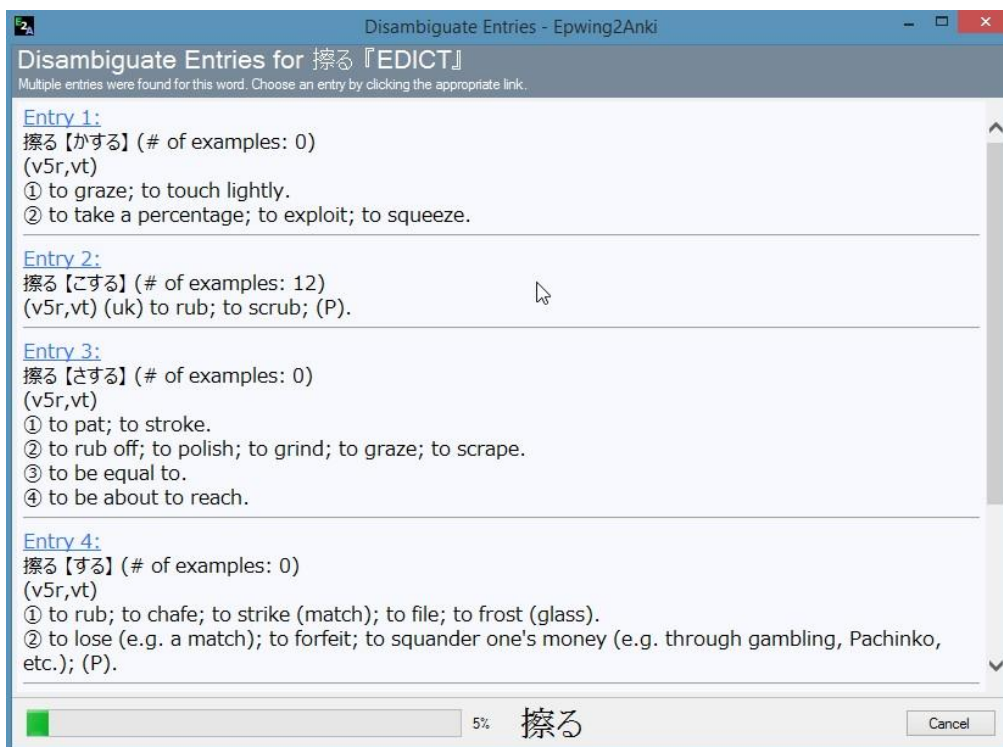 E2A
Disambiguate Entries - Epwing2Anki
Disambiguate Entries for 擦る『EDICT』
Multiple entries were found for this word. Choose an entry by clicking the appropriate link.
Entry 1:
擦る【かする】(# of examples: 0)
(v5r,vt)
① to graze; to touch lightly.
② to take a percentage; to exploit; to squeeze.
Entry 2:
擦る【こする】(# of examples: 12)
(v5r,vt) (uk) to rub; to scrub; (P).
Entry 3:
擦る【さする】(# of examples: 0)
(v5r,vt)
① to pat; to stroke.
② to rub off; to polish; to grind; to graze; to scrape.
③ to be equal to.
④ to be about to reach.
Entry 4:
擦る【する】(# of examples: 0)
(v5r,vt)
① to rub; to chafe; to strike (match); to file; to frost (glass).
② to lose (e.g. a match); to forfeit; to squander one's money (e.g. through gambling, Pachinko,
etc.); (P).
5%
擦る
Cancel